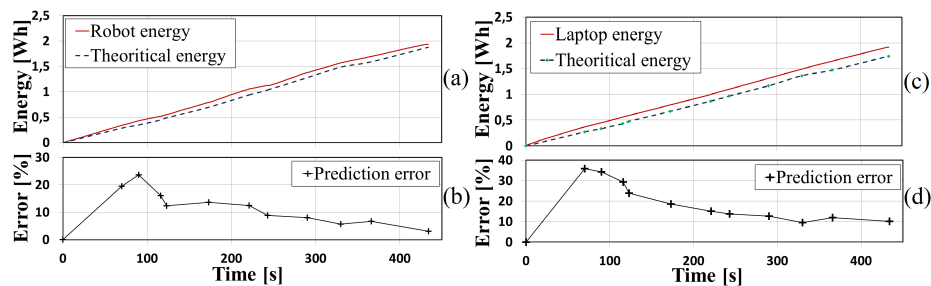 2,5
2
1,5
1
0,5
0
Energy [Wh]
Robot energy
Theoritical energy
(a)
30
20
10
0
Error [%]
Prediction error
(b)
0
100
200
300
400
Time [s]
2,5
2
1,5
1
0,5
0
Energy [Wh]
Laptop energy
Theoritical energy
(c)
40
30
20
10
0
Error [%]
Prediction error
(d)
0
100
200
300
400
Time [s]